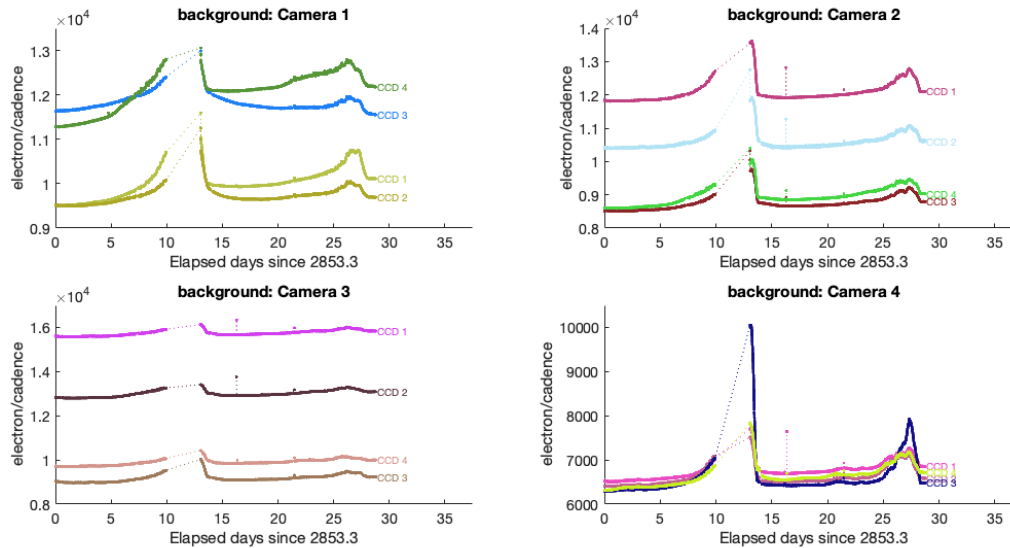 background: Camera 1
×10⁴
1.3
1.2
1.1
1
0.9
electron/cadence
0 5 10 15 20 25 30 35
Elapsed days since 2853.3
CCD 4
CCD 3
CCD 1
CCD 2
background: Camera 2
×10⁴
1.4
1.3
1.2
1.1
1
0.9
0.8
electron/cadence
0 5 10 15 20 25 30 35
Elapsed days since 2853.3
CCD 1
CCD 2
CCD 4
CCD 3
background: Camera 3
×10⁴
1.6
1.4
1.2
1
0.8
electron/cadence
0 5 10 15 20 25 30 35
Elapsed days since 2853.3
CCD 1
CCD 2
CCD 4
CCD 3
background: Camera 4
10000
9000
8000
7000
6000
electron/cadence
0 5 10 15 20 25 30 35
Elapsed days since 2853.3
CCD 1
CCD 3